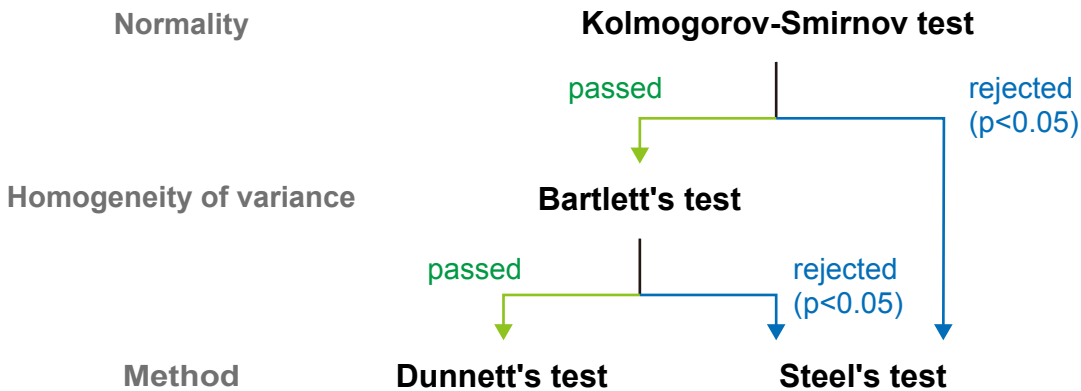 Normality
Kolmogorov-Smirnov test
passed
rejected
(p<0.05)
Homogeneity of variance
Bartlett's test
passed
rejected
(p<0.05)
Method
Dunnett's test
Steel's test